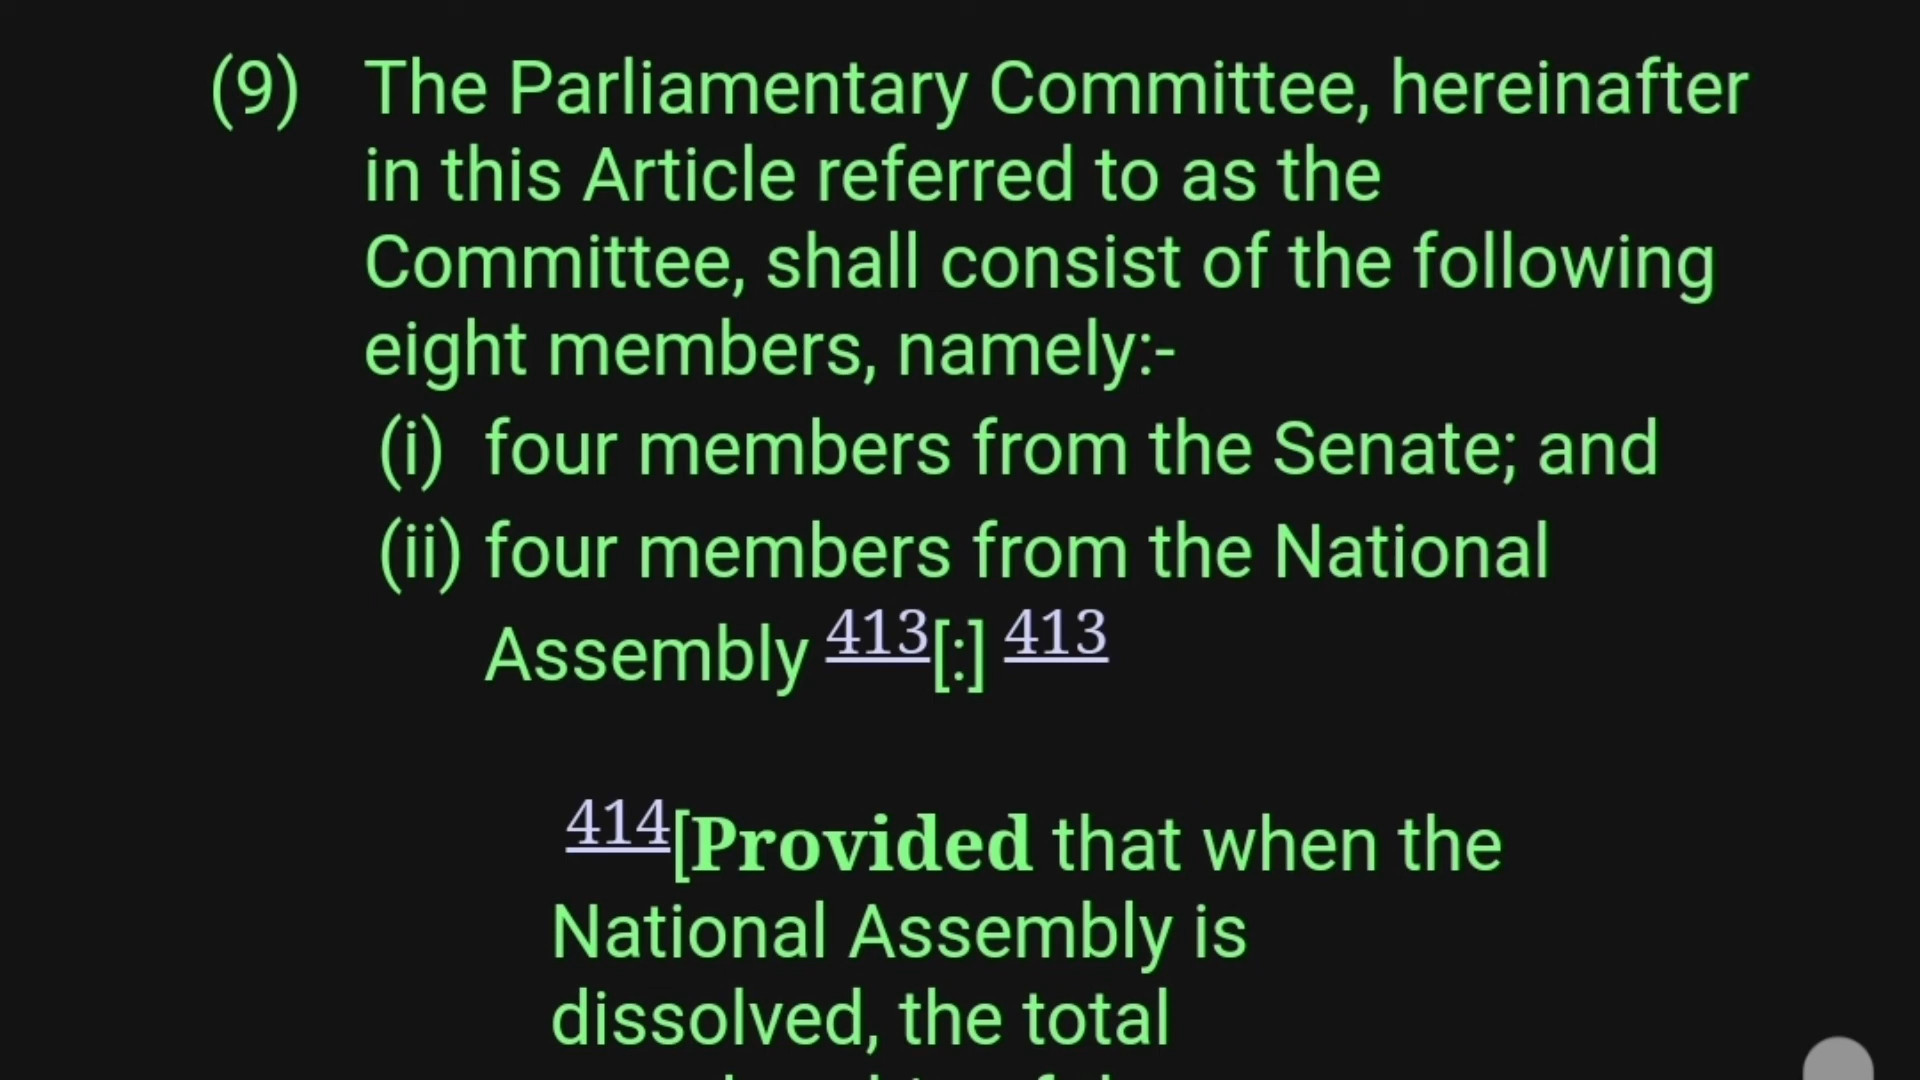 (9) The Parliamentary Committee, hereinafter
in this Article referred to as the
Committee, shall consist of the following
eight members, namely:-
(i) four members from the Senate; and
(ii) four members from the National
Assembly 413[:] 413
414[Provided that when the
National Assembly is
dissolved, the total